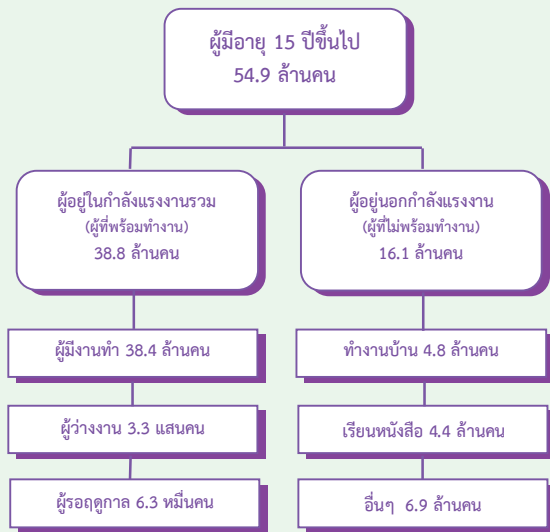 ผู้มีอายุ 15 ปีขึ้นไป
54.9 ล้านคน
ผู้อยู่ในกำลังแรงงานรวม
(ผู้ที่พร้อมทำงาน)
38.8 ล้านคน
ผู้มีงานทำ 38.4 ล้านคน
ผู้ว่างงาน 3.3 แสนคน
ผู้รอฤดูกาล 6.3 หมื่นคน
ผู้อยู่นอกกำลังแรงงาน
(ผู้ที่ไม่พร้อมทำงาน)
16.1 ล้านคน
ทำงานบ้าน 4.8 ล้านคน
เรียนหนังสือ 4.4 ล้านคน
อื่นๆ 6.9 ล้านคน